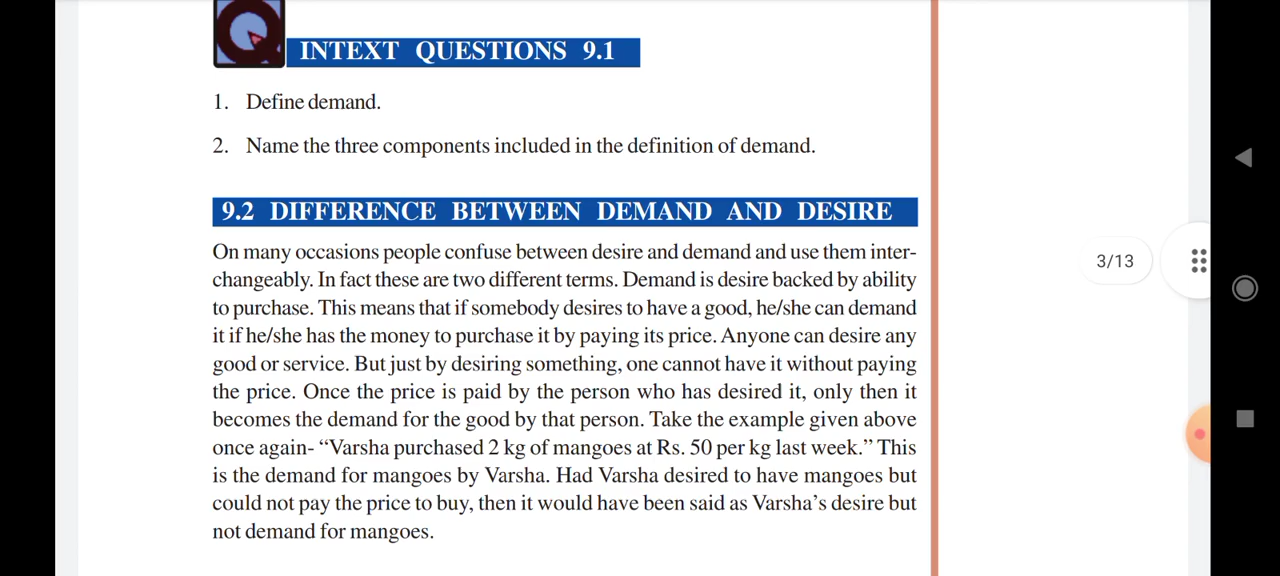 INTEXT QUESTIONS 9.1
1. Define demand.
2. Name the three components included in the definition of demand.
9.2 DIFFERENCE BETWEEN DEMAND AND DESIRE
On many occasions people confuse between desire and demand and use them inter-
changeably. In fact these are two different terms. Demand is desire backed by ability
to purchase. This means that if somebody desires to have a good, he/she can demand
it if he/she has the money to purchase it by paying its price. Anyone can desire any
good or service. But just by desiring something, one cannot have it without paying
the price. Once the price is paid by the person who has desired it, only then it
becomes the demand for the good by that person. Take the example given above
once again- “Varsha purchased 2 kg of mangoes at Rs. 50 per kg last week.” This
is the demand for mangoes by Varsha. Had Varsha desired to have mangoes but
could not pay the price to buy, then it would have been said as Varsha’s desire but
not demand for mangoes.
3/13